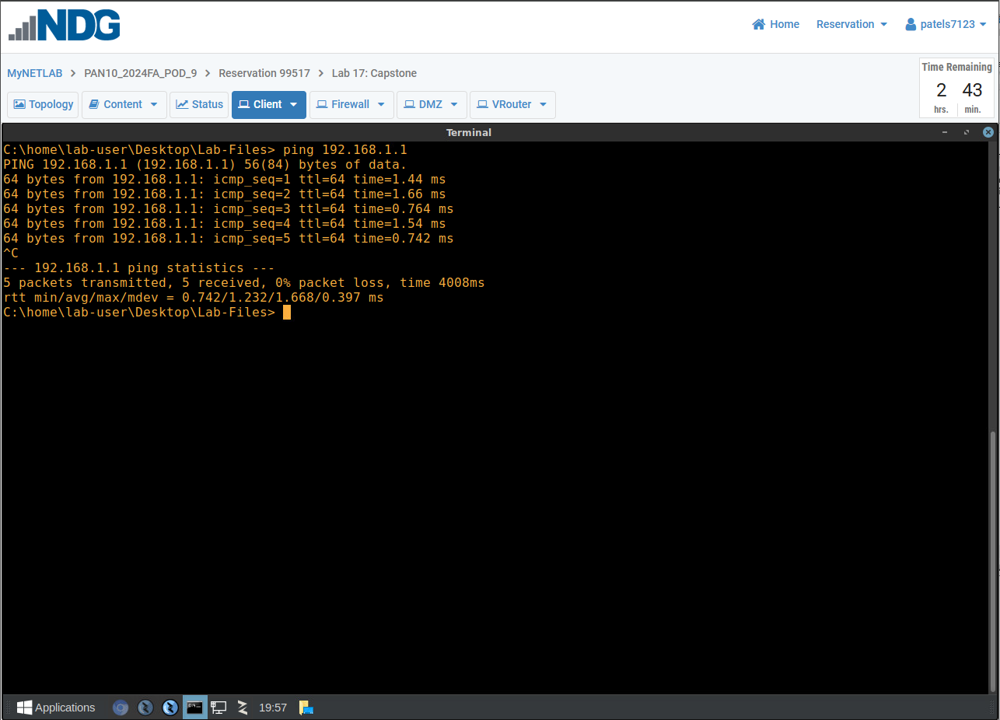 NDG
Home Reservation patels7123
MyNETLAB > PAN10_2024FA_POD_9 > Reservation 99517 > Lab 17: Capstone
Time Remaining
2 43
hrs. min.
Topology Content Status Client Firewall DMZ VRouter
Terminal
C:\home\lab-user\Desktop\Lab-Files> ping 192.168.1.1
PING 192.168.1.1 (192.168.1.1) 56(84) bytes of data.
64 bytes from 192.168.1.1: icmp_seq=1 ttl=64 time=1.44 ms
64 bytes from 192.168.1.1: icmp_seq=2 ttl=64 time=1.66 ms
64 bytes from 192.168.1.1: icmp_seq=3 ttl=64 time=0.764 ms
64 bytes from 192.168.1.1: icmp_seq=4 ttl=64 time=1.54 ms
64 bytes from 192.168.1.1: icmp_seq=5 ttl=64 time=0.742 ms
^C
--- 192.168.1.1 ping statistics ---
5 packets transmitted, 5 received, 0% packet loss, time 4008ms
rtt min/avg/max/mdev = 0.742/1.232/1.668/0.397 ms
C:\home\lab-user\Desktop\Lab-Files>
Applications 19:57